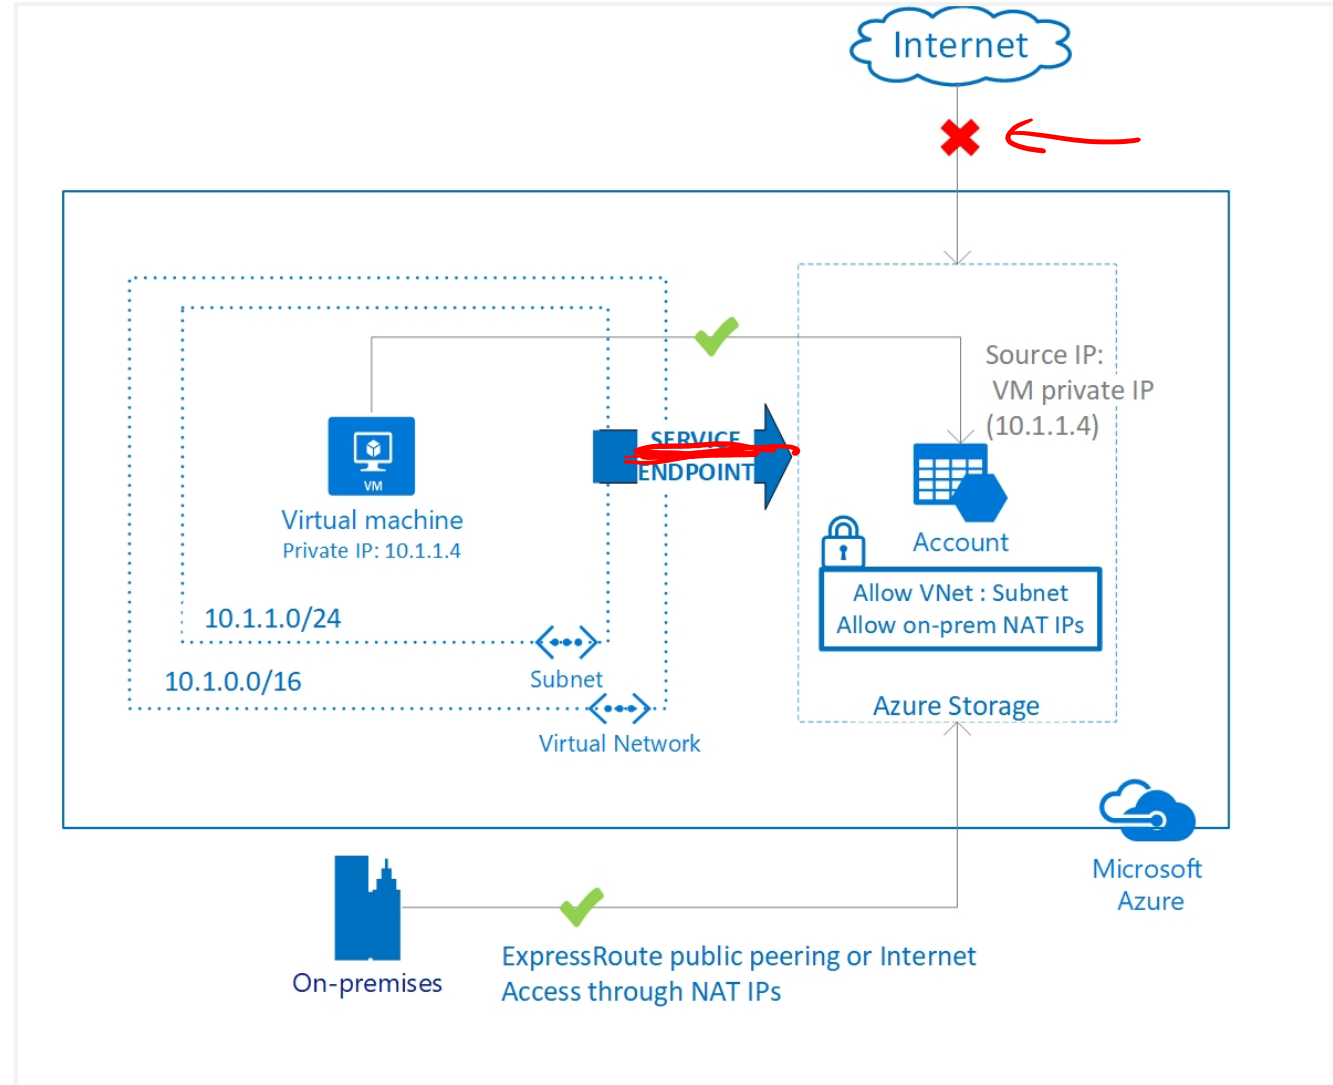 Internet
Source IP:
VM private IP
(10.1.1.4)
SERVICE
ENDPOINT
VM
Virtual machine
Private IP: 10.1.1.4
Account
Allow VNet : Subnet
Allow on-prem NAT IPs
10.1.1.0/24
Subnet
10.1.0.0/16
Azure Storage
Virtual Network
Microsoft
Azure
On-premises
ExpressRoute public peering or Internet
Access through NAT IPs